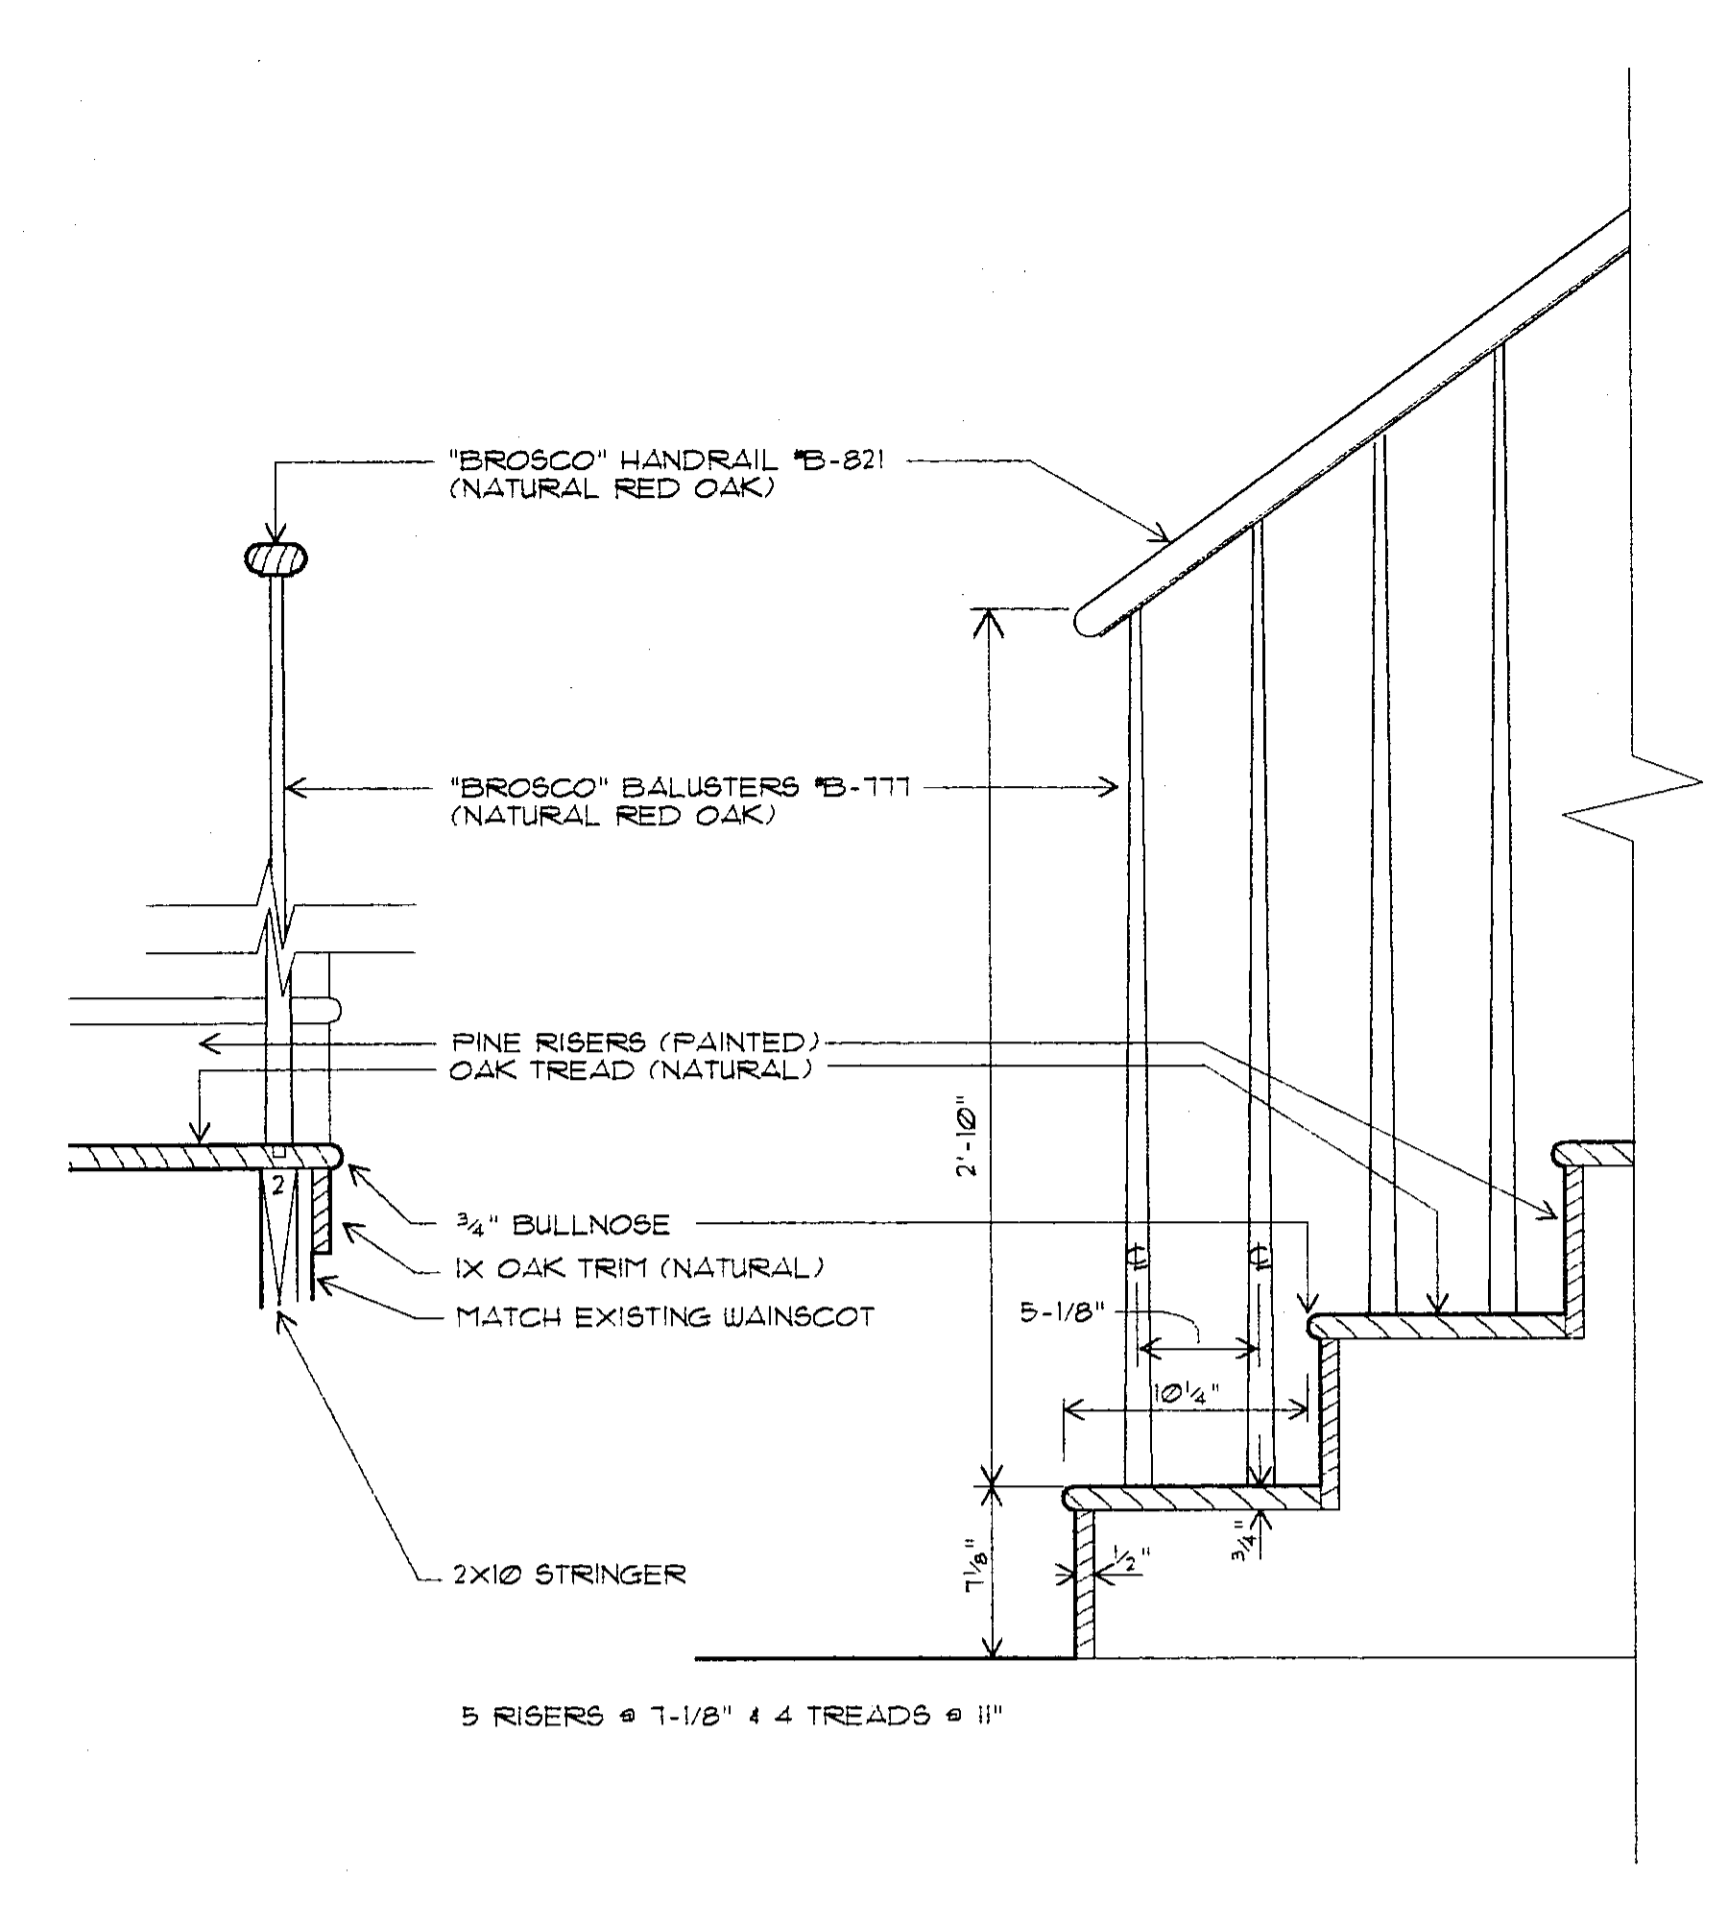 "BROSCO" HANDRAIL #B-821
(NATURAL RED OAK)
"BROSCO" BALUSTERS #B-777
(NATURAL RED OAK)
PINE RISERS (PAINTED)
OAK TREAD (NATURAL)
2'-10"
2
3/4" BULLNOSE
1X OAK TRIM (NATURAL)
MATCH EXISTING WAINSCOT
℄ ℄
5-1/8"
10 1/4"
2X10 STRINGER
7 1/8"
1/2"
3/4"
5 RISERS @ 7-1/8" & 4 TREADS @ 11"